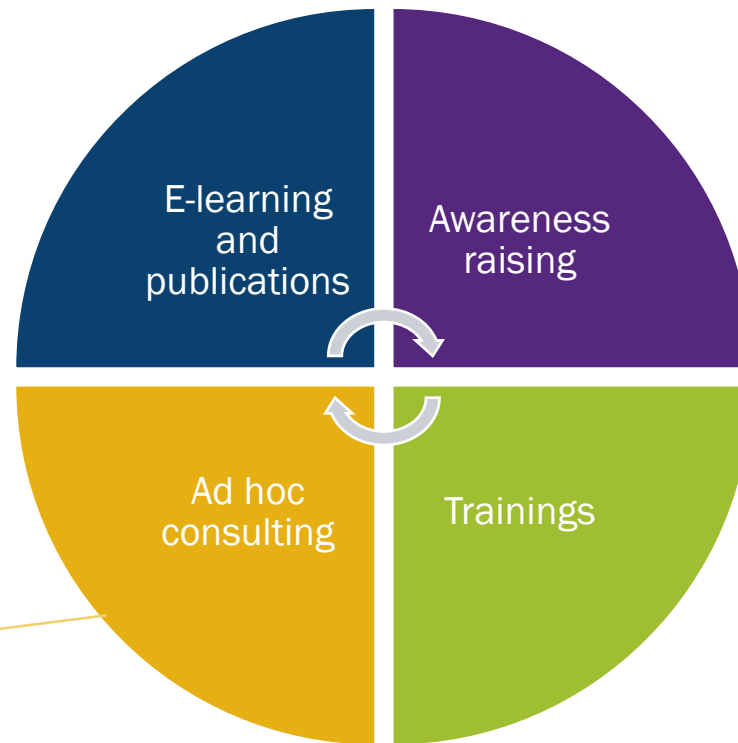 E-learning
and
publications
Awareness
raising
Ad hoc
consulting
Trainings